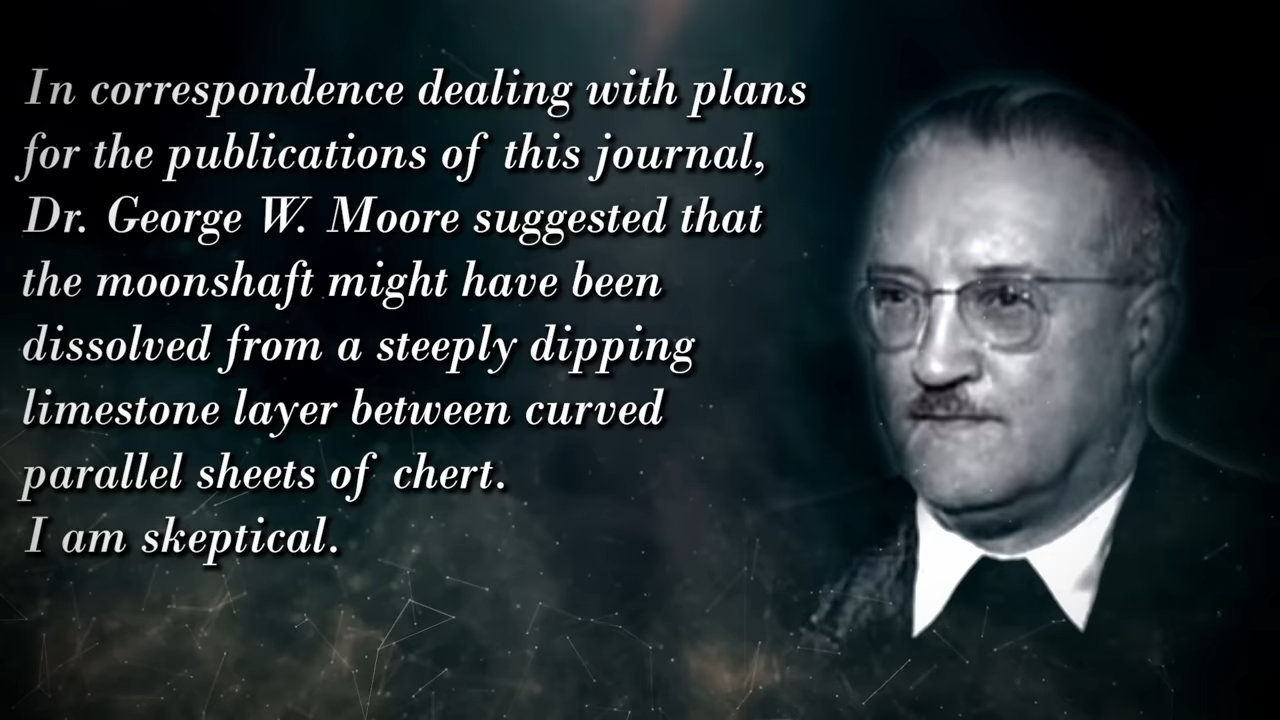 In correspondence dealing with plans
for the publications of this journal,
Dr. George W. Moore suggested that
the moonshaft might have been
dissolved from a steeply dipping
limestone layer between curved
parallel sheets of chert.
I am skeptical.